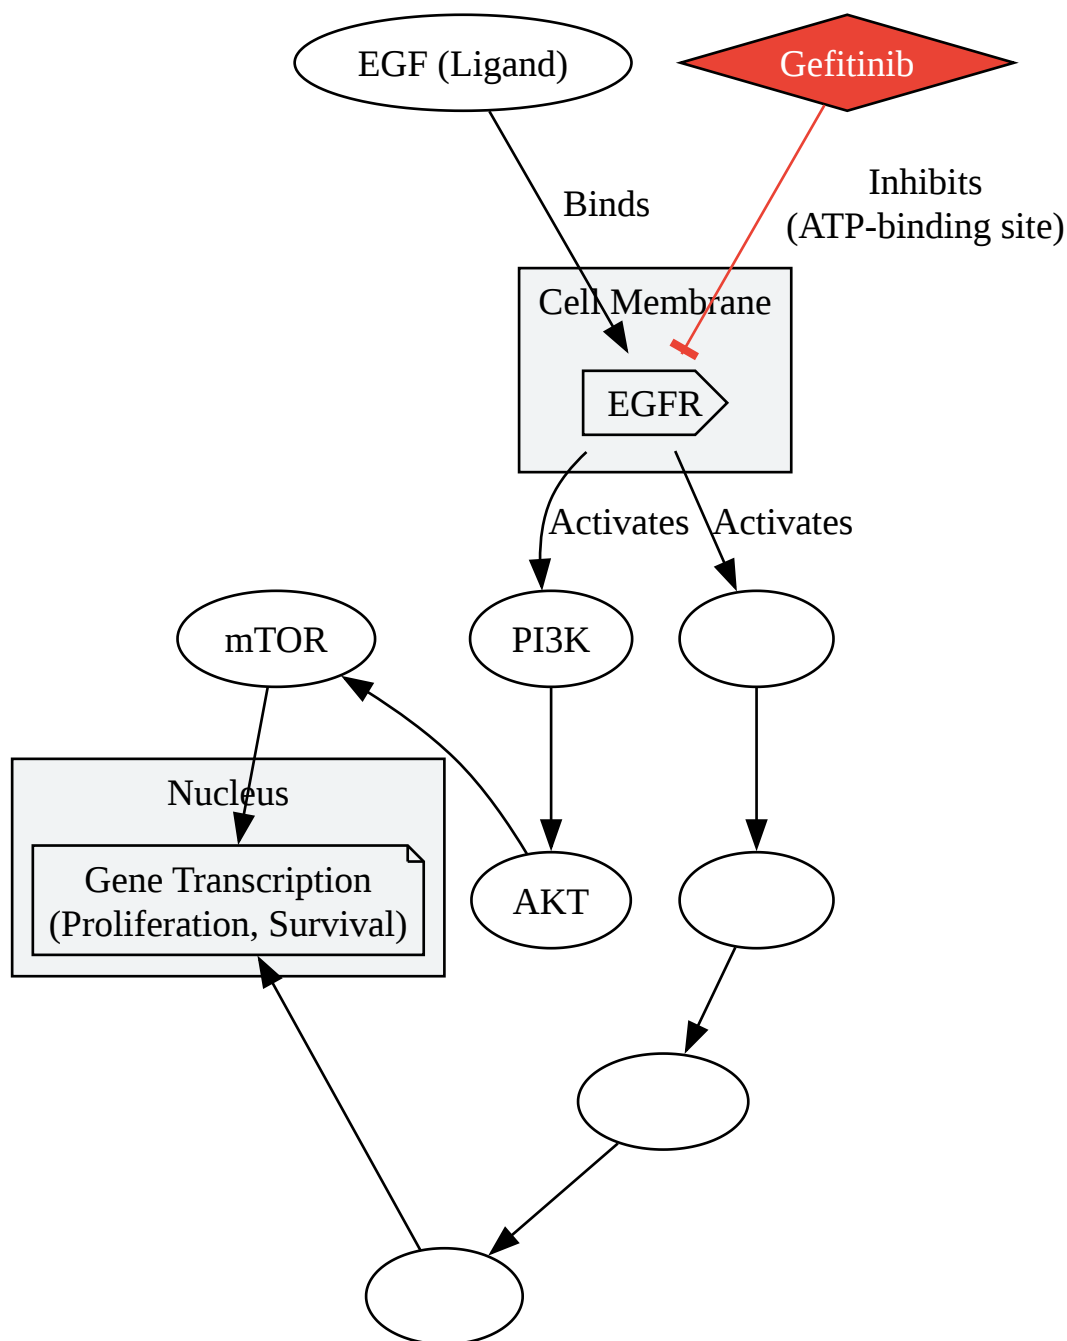 EGF (Ligand)
Gefitinib
Binds
Inhibits
(ATP-binding site)
Cell Membrane
EGFR
Activates
Activates
mTOR
PI3K
Nucleus
Gene Transcription
(Proliferation, Survival)
AKT